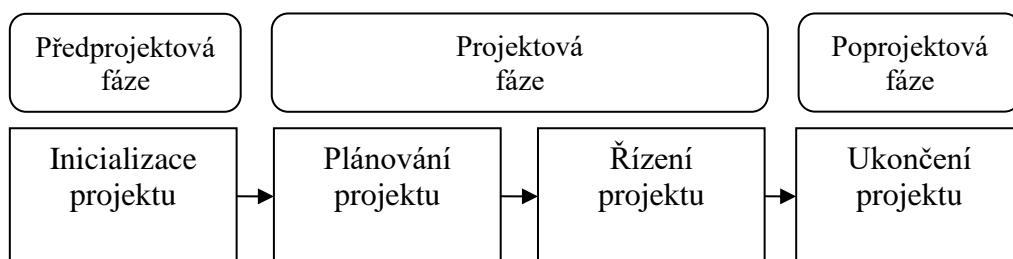 Předprojektová
fáze
Projektová
fáze
Poprojektová
fáze
Inicializace
projektu
Plánování
projektu
Řízení
projektu
Ukončení
projektu